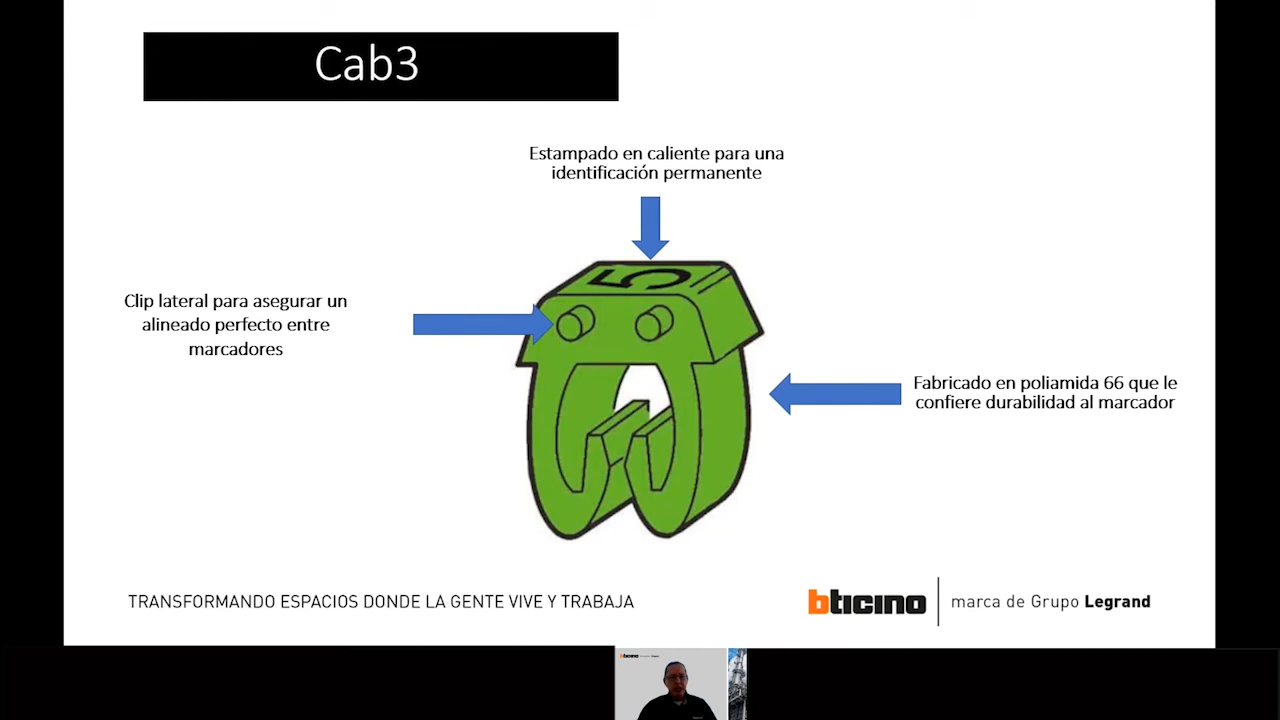 Cab3
Estampado en caliente para una
identificación permanente
5
Clip lateral para asegurar un
alineado perfecto entre
marcadores
Fabricado en poliamida 66 que le
confiere durabilidad al marcador
TRANSFORMANDO ESPACIOS DONDE LA GENTE VIVE Y TRABAJA
bticino marca de Grupo Legrand
bticino